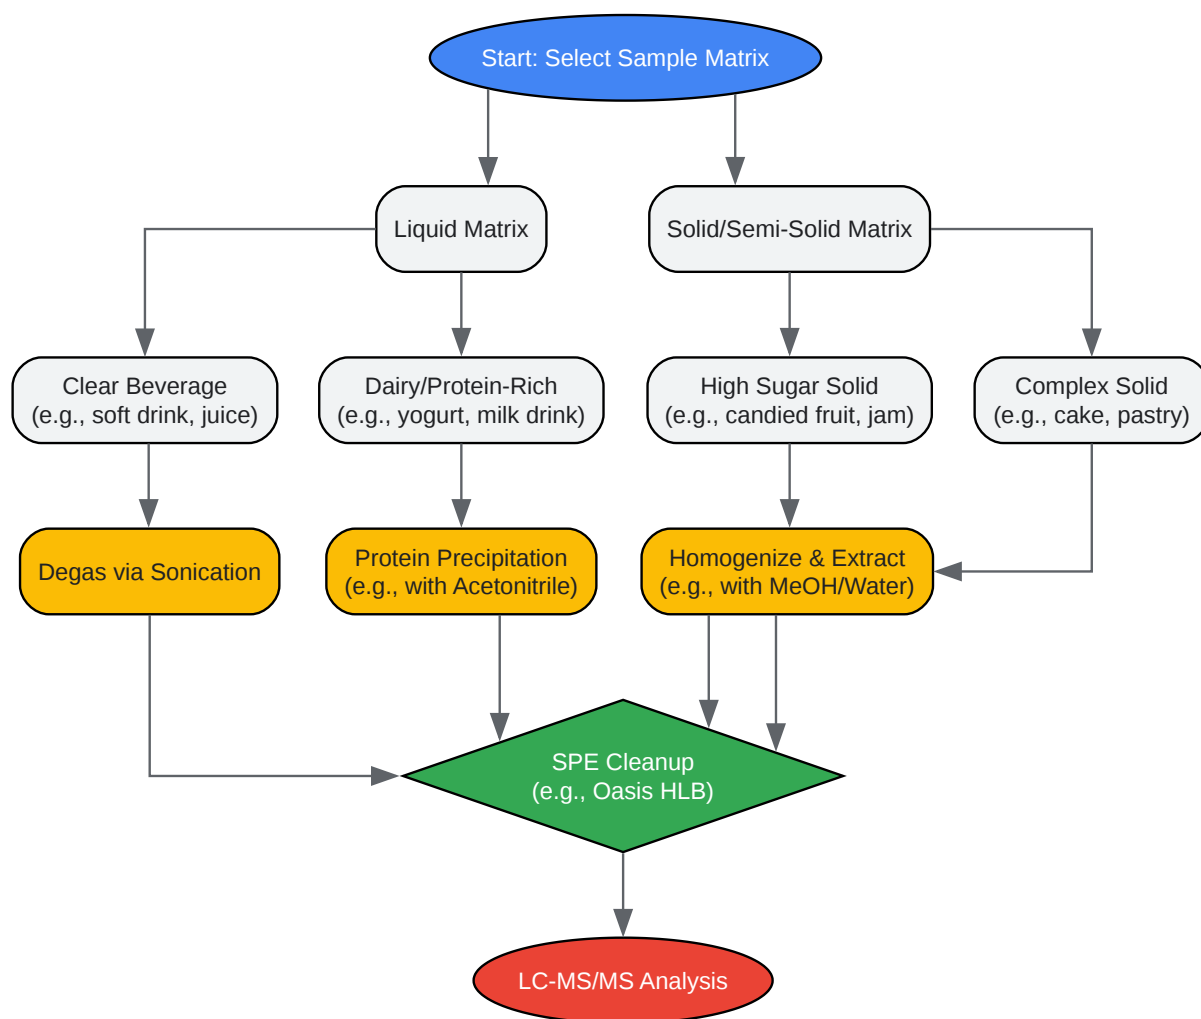 Start: Select Sample Matrix
Liquid Matrix
Solid/Semi-Solid Matrix
Clear Beverage
(e.g., soft drink, juice)
Dairy/Protein-Rich
(e.g., yogurt, milk drink)
High Sugar Solid
(e.g., candied fruit, jam)
Complex Solid
(e.g., cake, pastry)
Degas via Sonication
Protein Precipitation
(e.g., with Acetonitrile)
Homogenize & Extract
(e.g., with MeOH/Water)
SPE Cleanup
(e.g., Oasis HLB)
LC-MS/MS Analysis